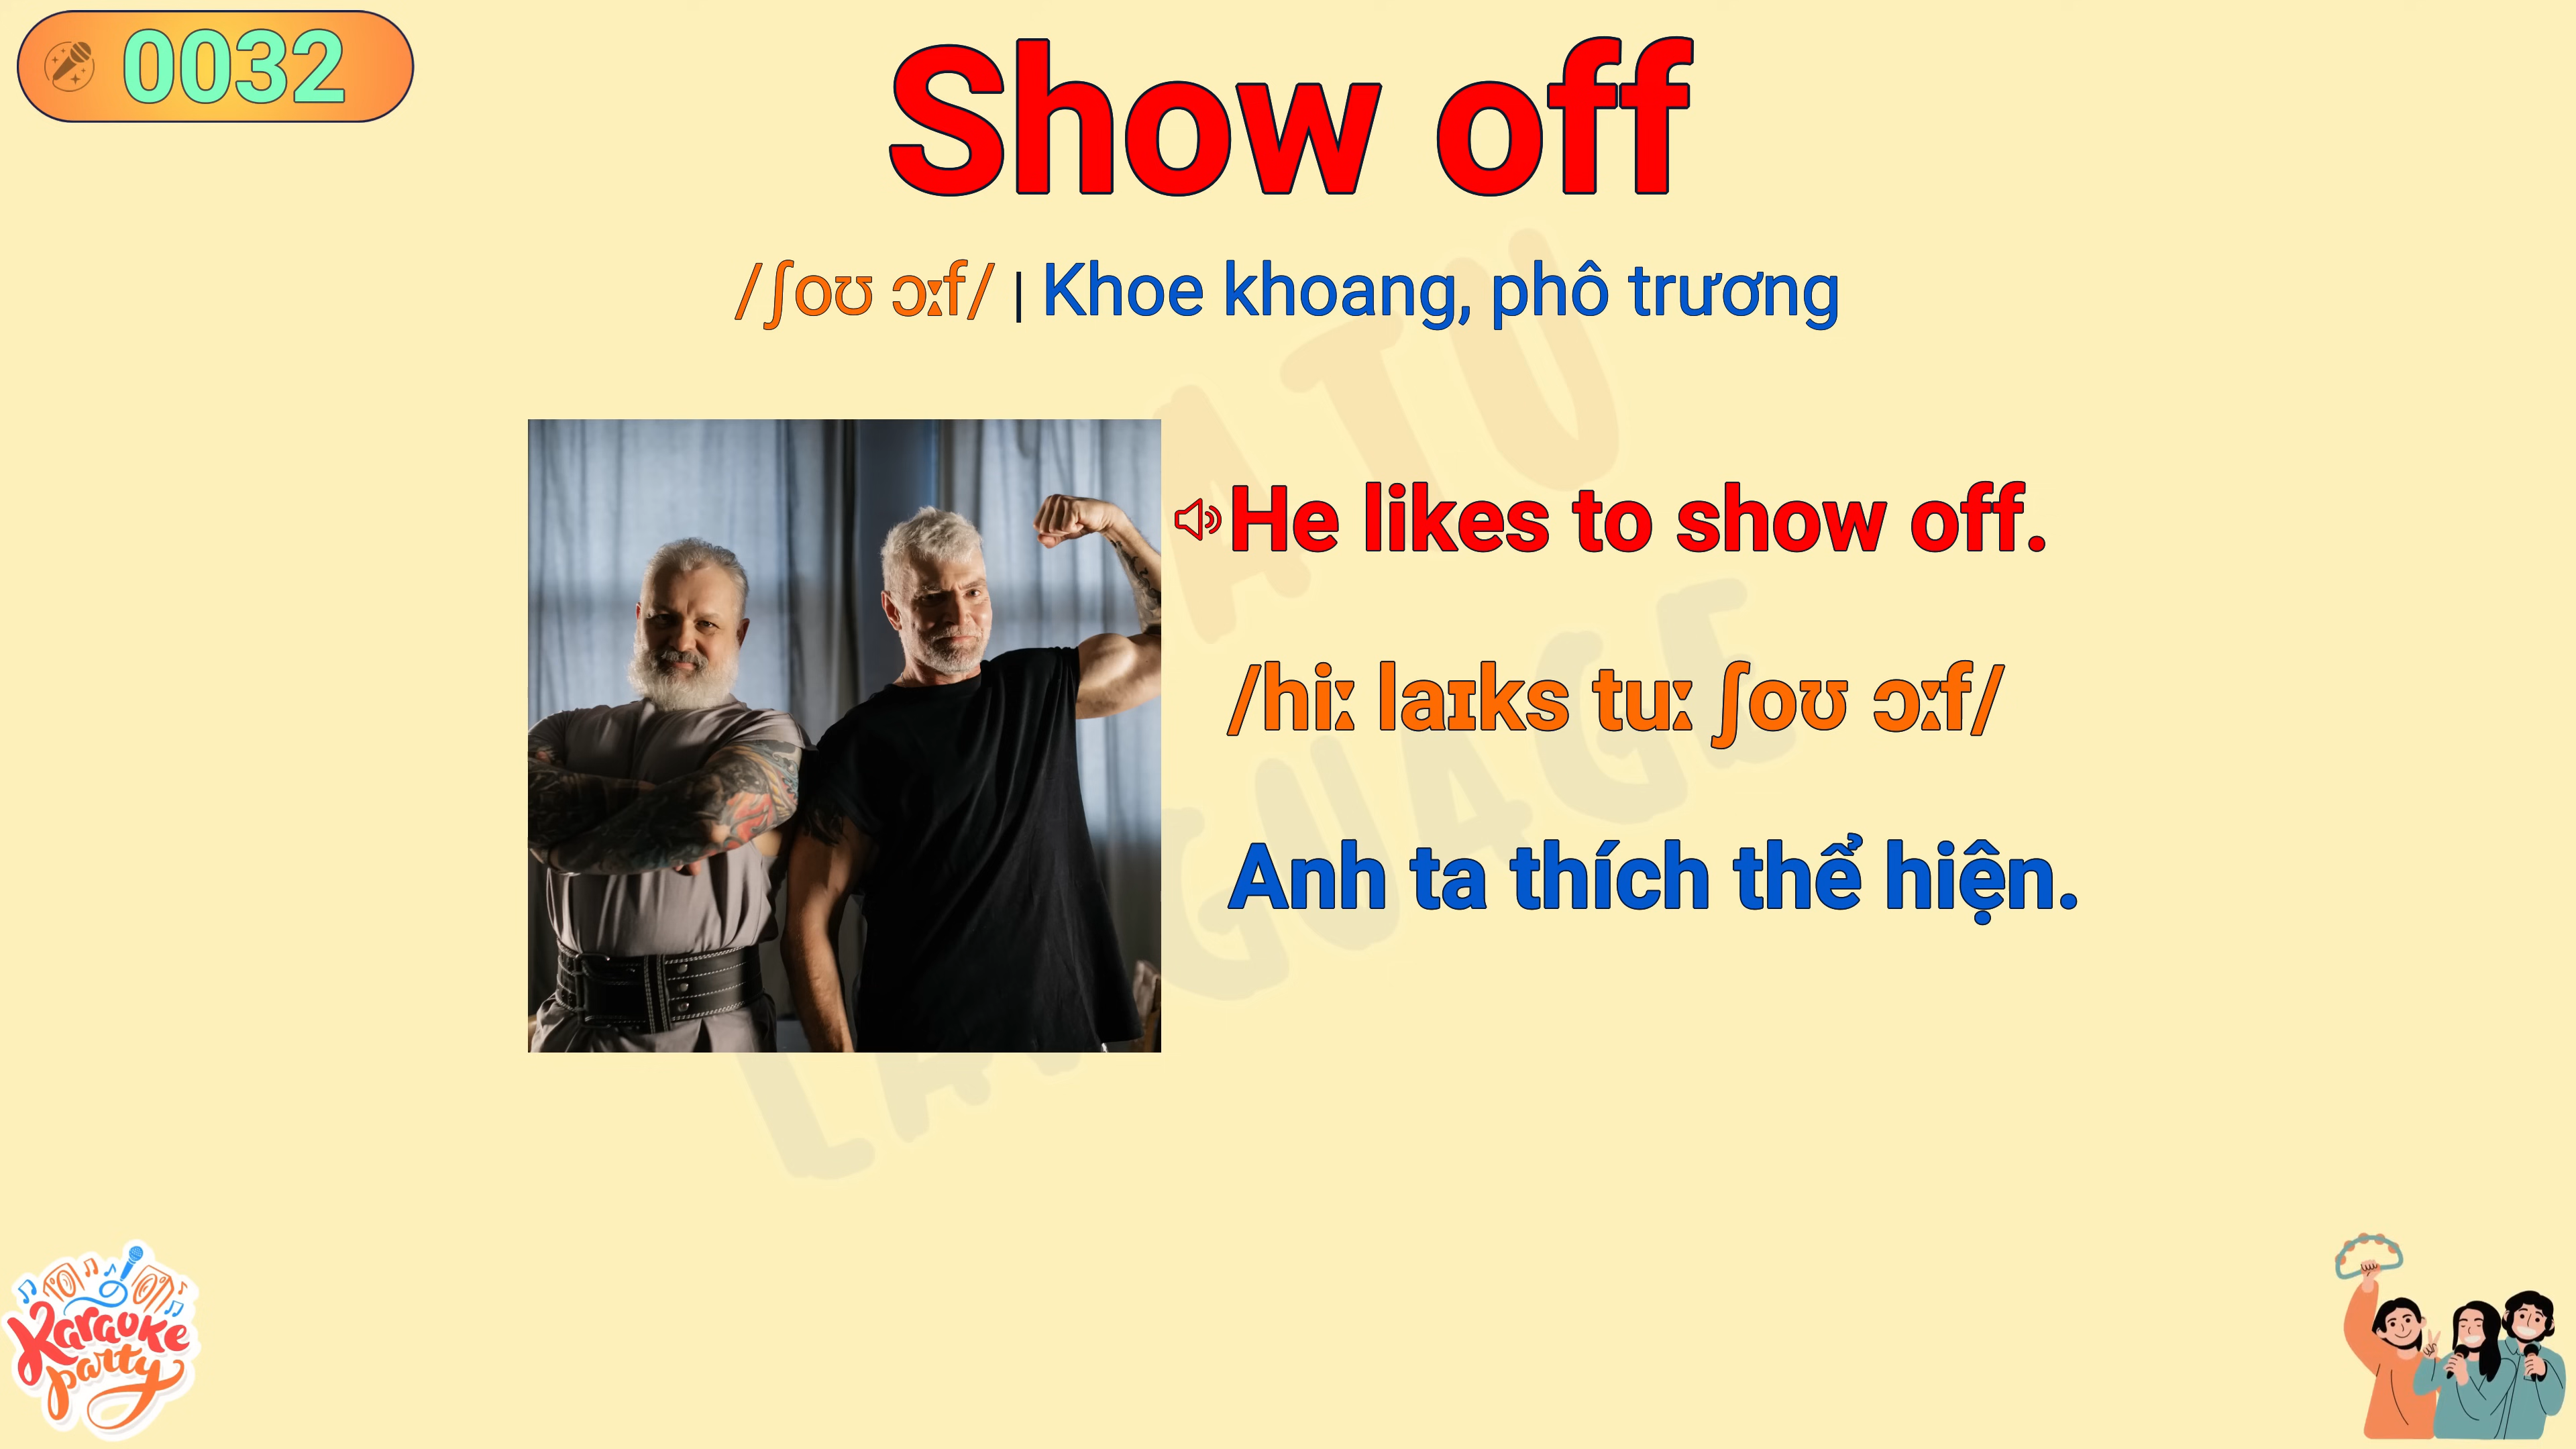 0032
Show off
/ʃoʊ ɔːf/ | Khoe khoang, phô trương
He likes to show off.
/hiː laɪks tuː ʃoʊ ɔːf/
Anh ta thích thể hiện.
LANGUAGE
Karaoke
party